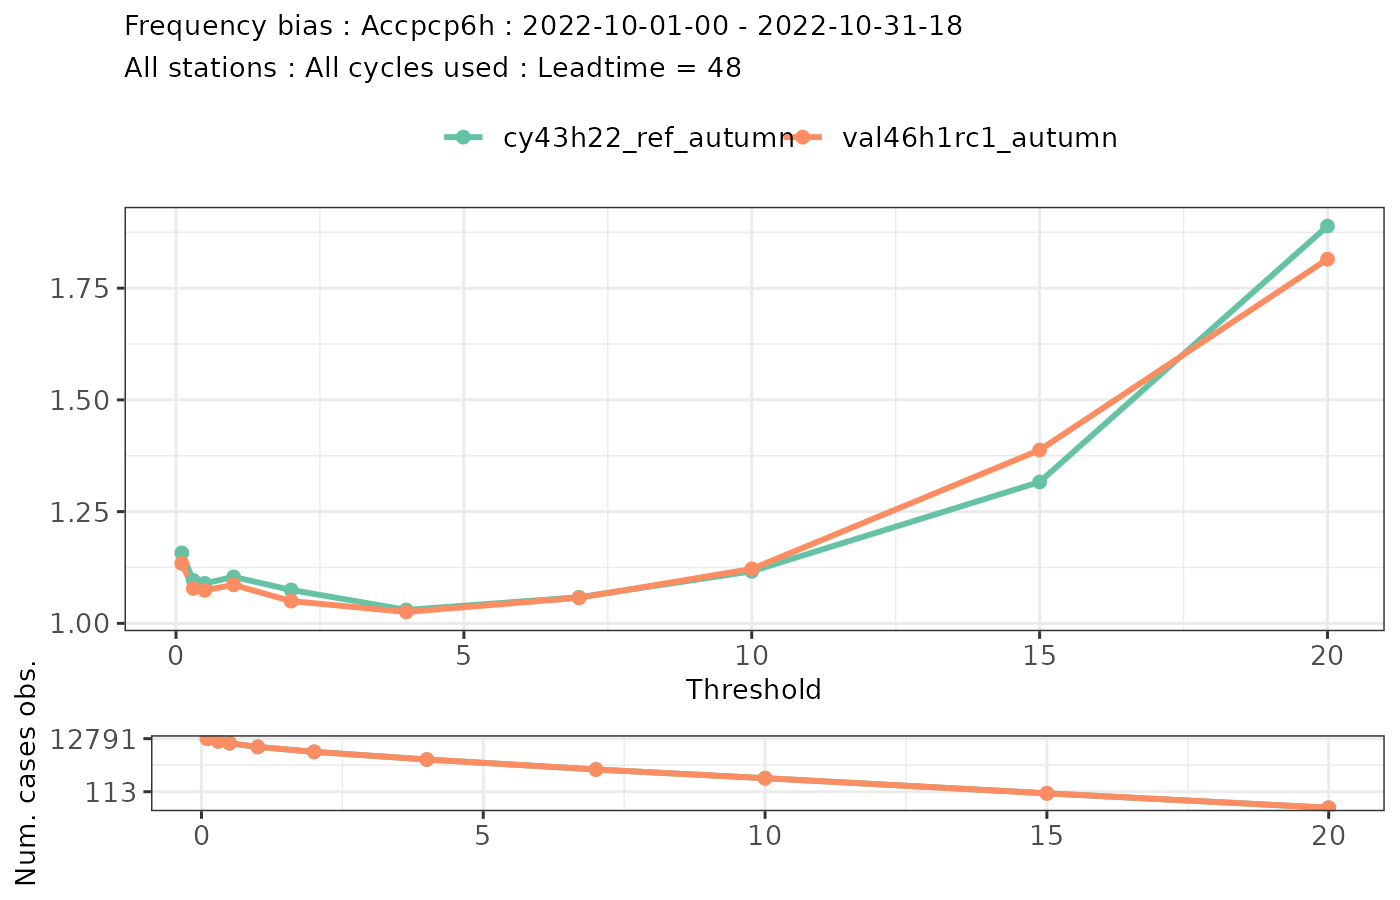 Frequency bias : Accpcp6h : 2022-10-01-00 - 2022-10-31-18
All stations : All cycles used : Leadtime = 48
cy43h22_ref_autumn val46h1rc1_autumn
1.75
1.50
1.25
1.00
0 5 10 15 20
Threshold
Num. cases obs.
12791
113
0 5 10 15 20